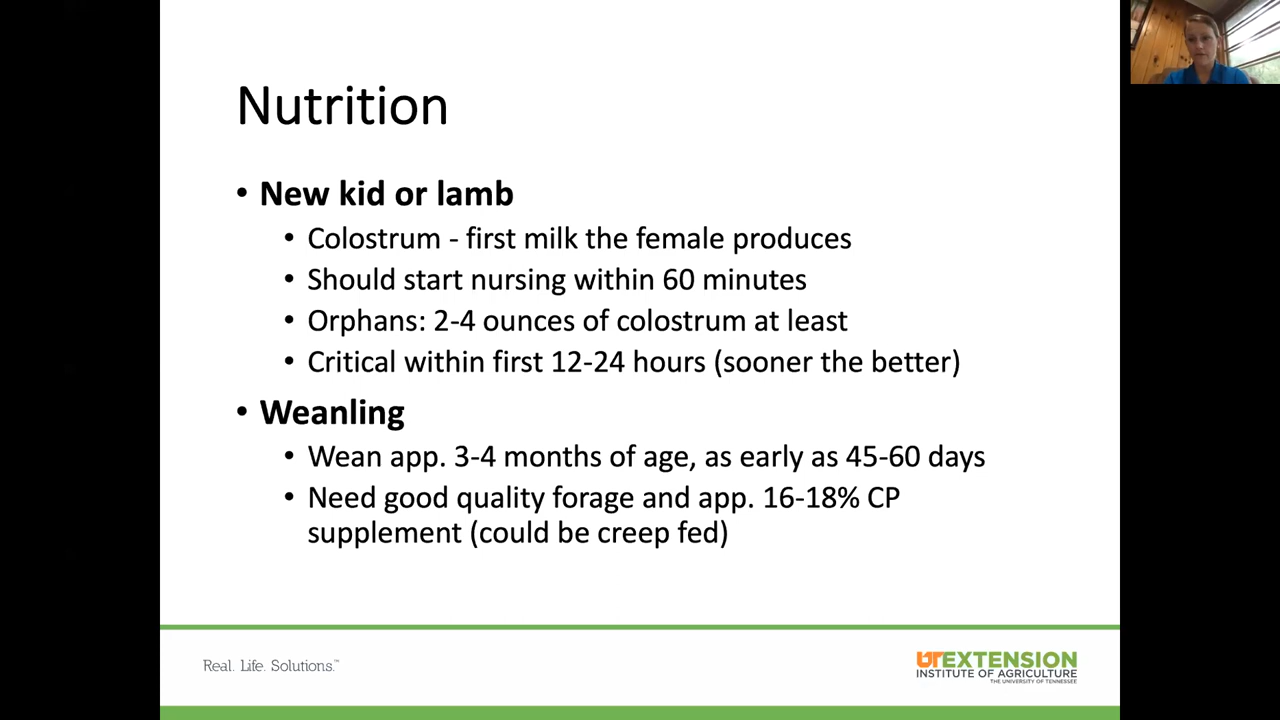 Nutrition
• New kid or lamb
• Colostrum - first milk the female produces
• Should start nursing within 60 minutes
• Orphans: 2-4 ounces of colostrum at least
• Critical within first 12-24 hours (sooner the better)
• Weanling
• Wean app. 3-4 months of age, as early as 45-60 days
• Need good quality forage and app. 16-18% CP
supplement (could be creep fed)
Real. Life. Solutions.™
UTEXTENSION
INSTITUTE OF AGRICULTURE
THE UNIVERSITY OF TENNESSEE